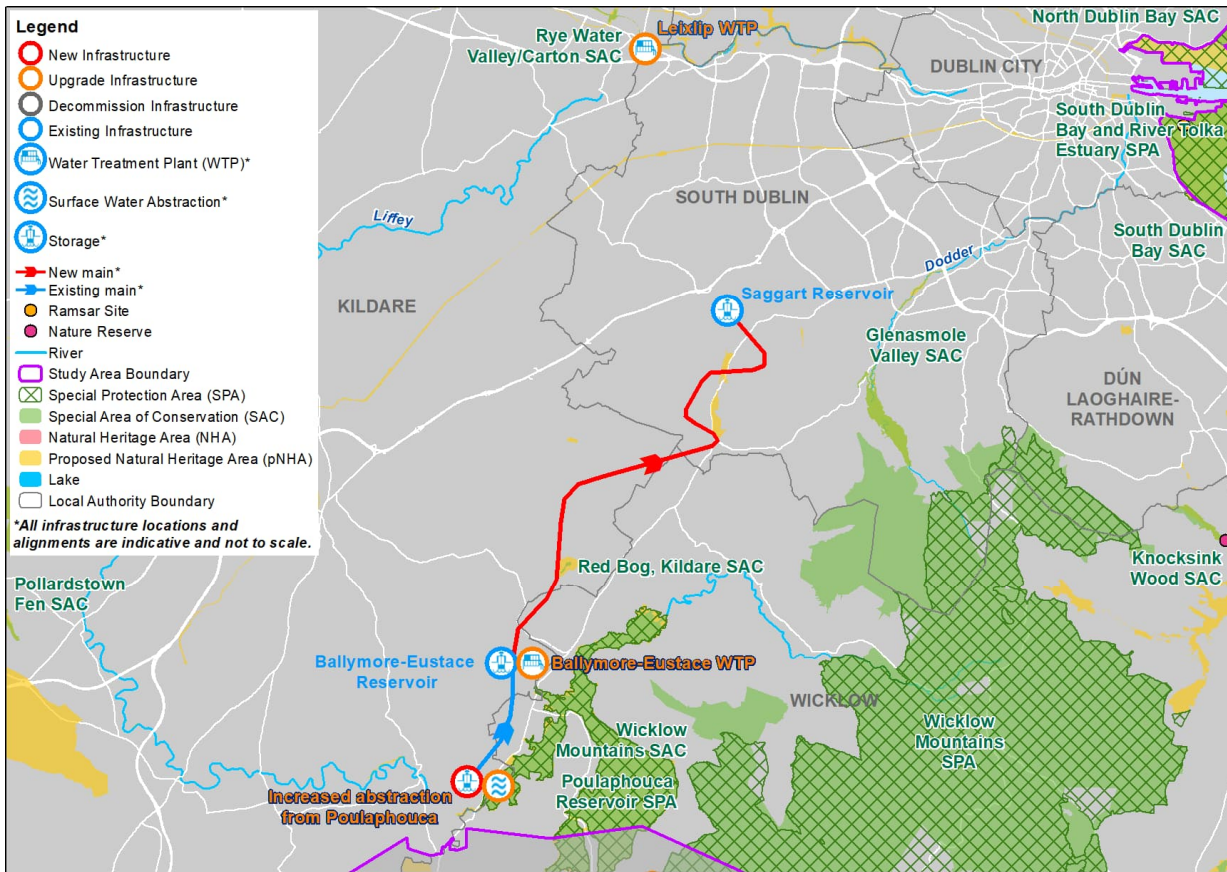 Legend
New Infrastructure
Upgrade Infrastructure
Decommission Infrastructure
Existing Infrastructure
Water Treatment Plant (WTP)*
Surface Water Abstraction*
Storage*
New main*
Existing main*
Ramsar Site
Nature Reserve
River
Study Area Boundary
Special Protection Area (SPA)
Special Area of Conservation (SAC)
Natural Heritage Area (NHA)
Proposed Natural Heritage Area (pNHA)
Lake
Local Authority Boundary
*All infrastructure locations and
alignments are indicative and not to scale.
North Dublin Bay SAC
Leixlip WTP
Rye Water
Valley/Carton SAC
DUBLIN CITY
South Dublin
Bay and River Tolka
Estuary SPA
SOUTH DUBLIN
Liffey
South Dublin
Bay SAC
Dodder
Saggart Reservoir
KILDARE
Glenasmole
Valley SAC
DÚN
LAOGHAIRE-
RATHDOWN
Knocksink
Wood SAC
Red Bog, Kildare SAC
Pollardstown
Fen SAC
Ballymore-Eustace
Reservoir
Ballymore-Eustace WTP
WICKLOW
Wicklow
Mountains SAC
Wicklow
Mountains
SPA
Poulaphouca
Reservoir SPA
Increased abstraction
from Poulaphouca